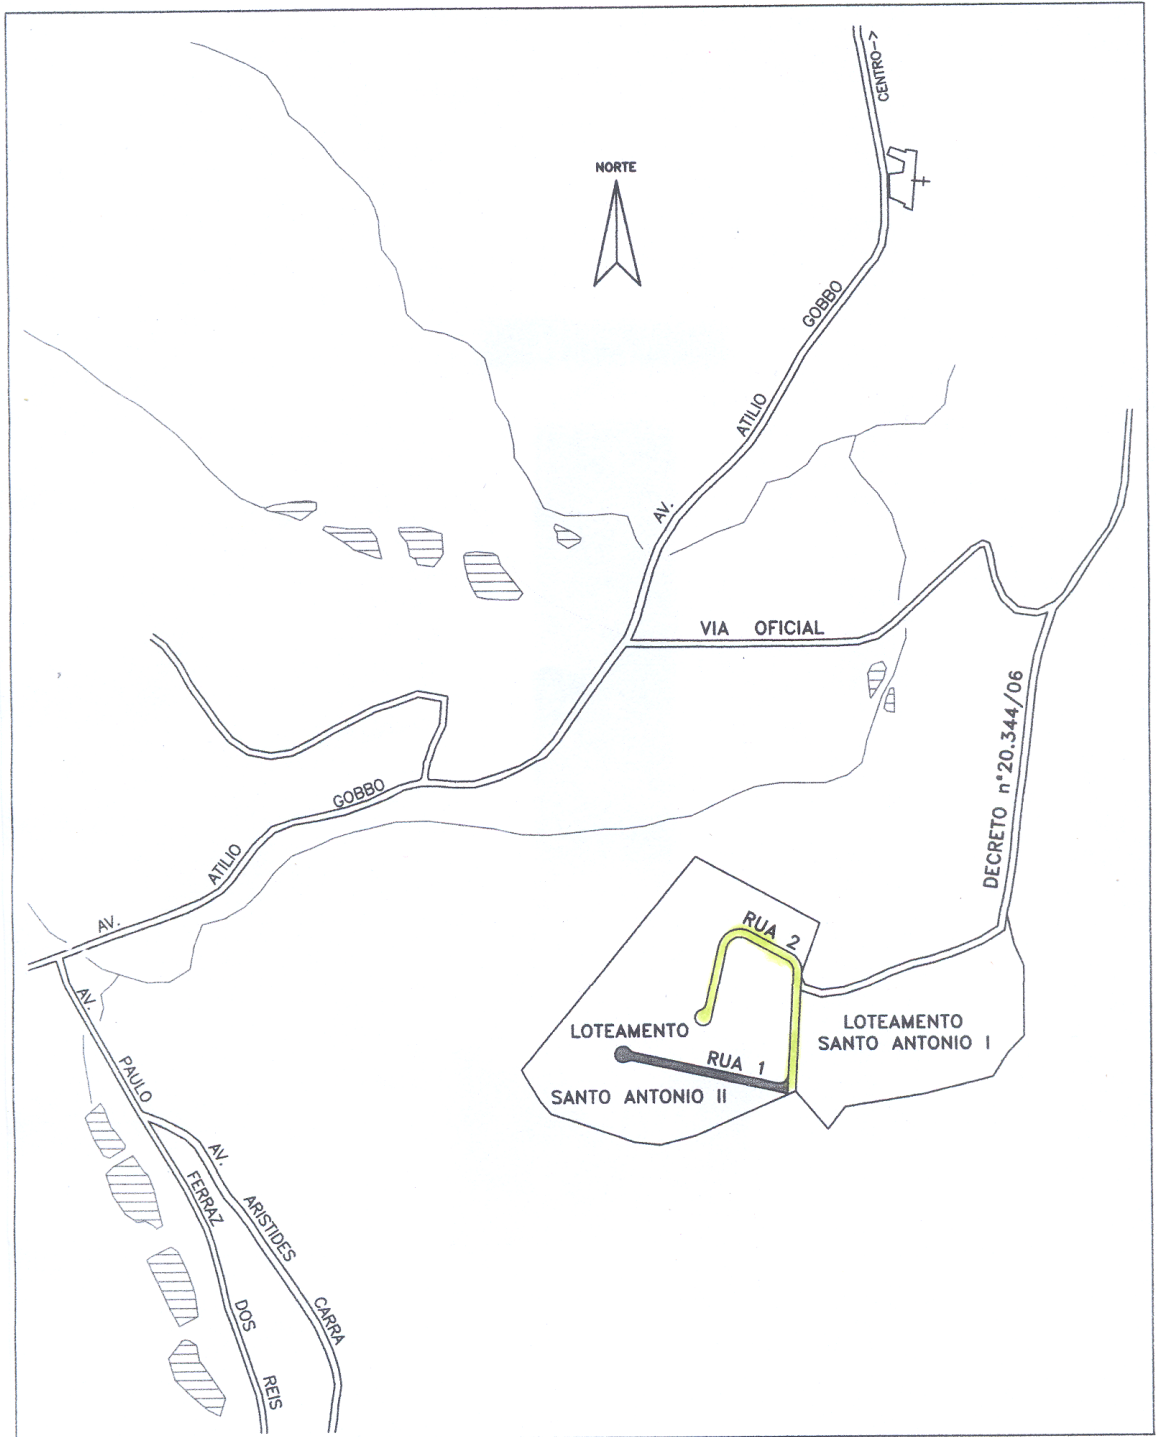 CENTRO-->
NORTE
AV. ATILIO GOBBO
VIA OFICIAL
DECRETO n°20.344/06
AV. ATILIO GOBBO
RUA 2
LOTEAMENTO
SANTO ANTONIO I
LOTEAMENTO
RUA 1
SANTO ANTONIO II
AV. PAULO FERRAZ DOS REIS
AV. ARISTIDES CARRA